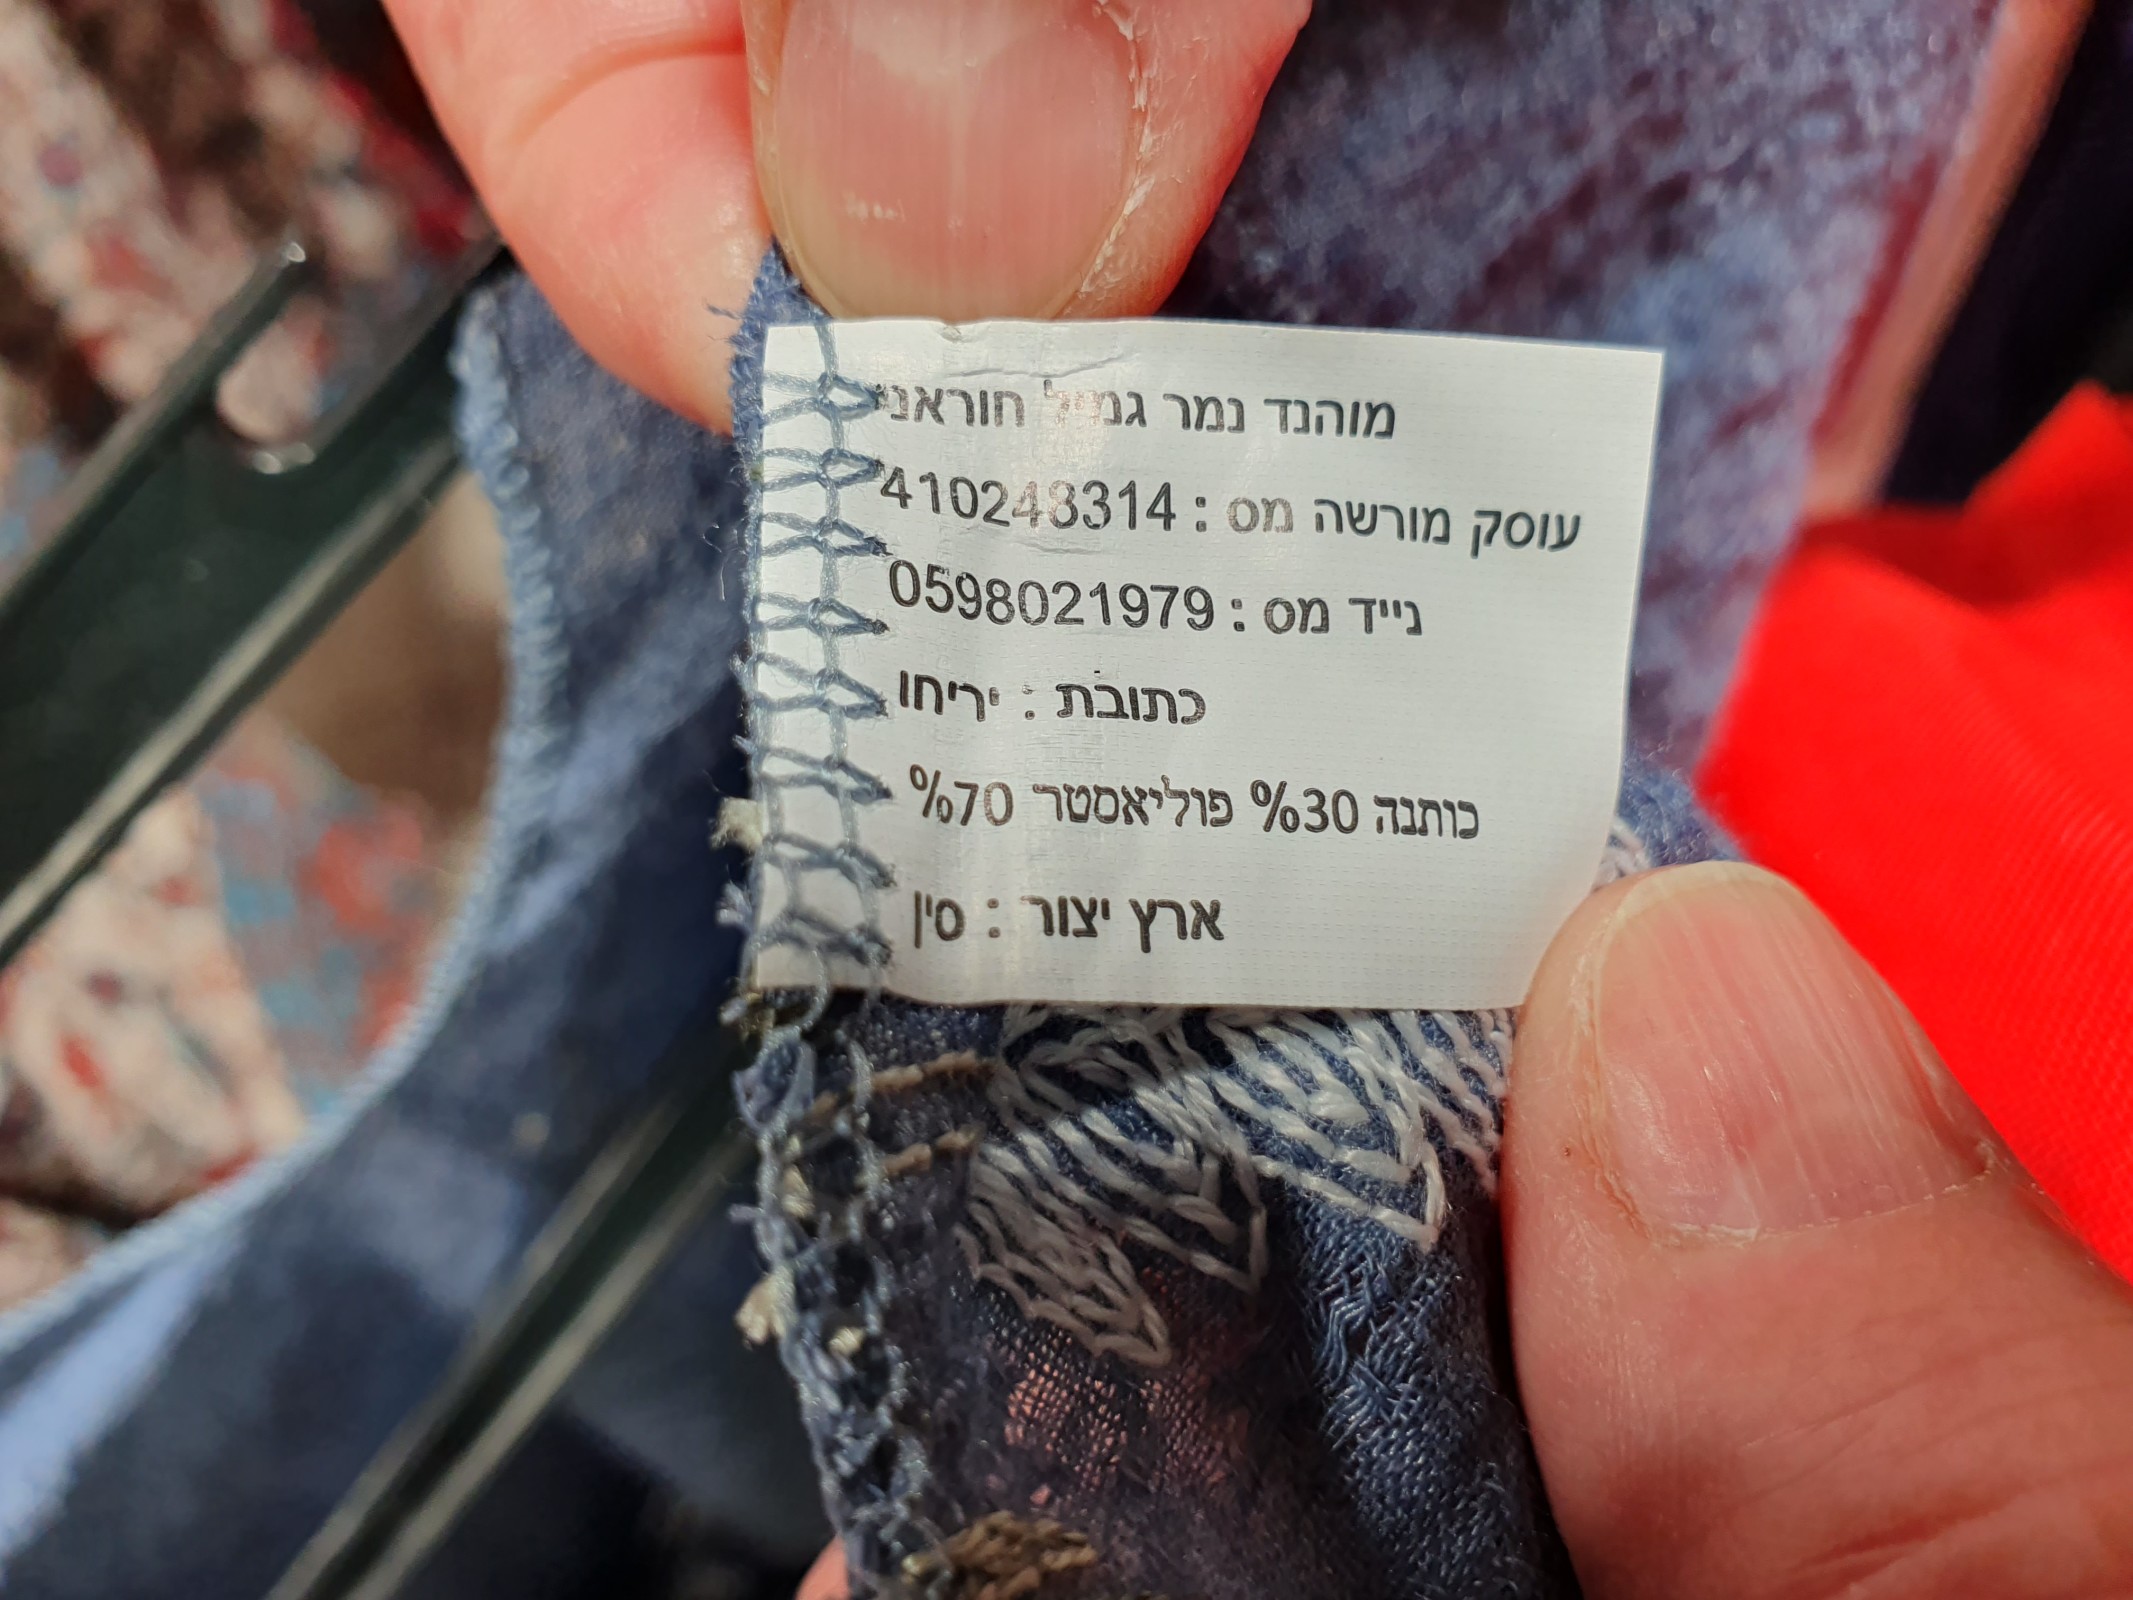 מוהנד נמר גמיל חוראני
עוסק מורשה מס : 410248314
נייד מס : 0598021979
כתובת : יריחו
כותנה 30% פוליאסטר 70%
ארץ יצור : סין